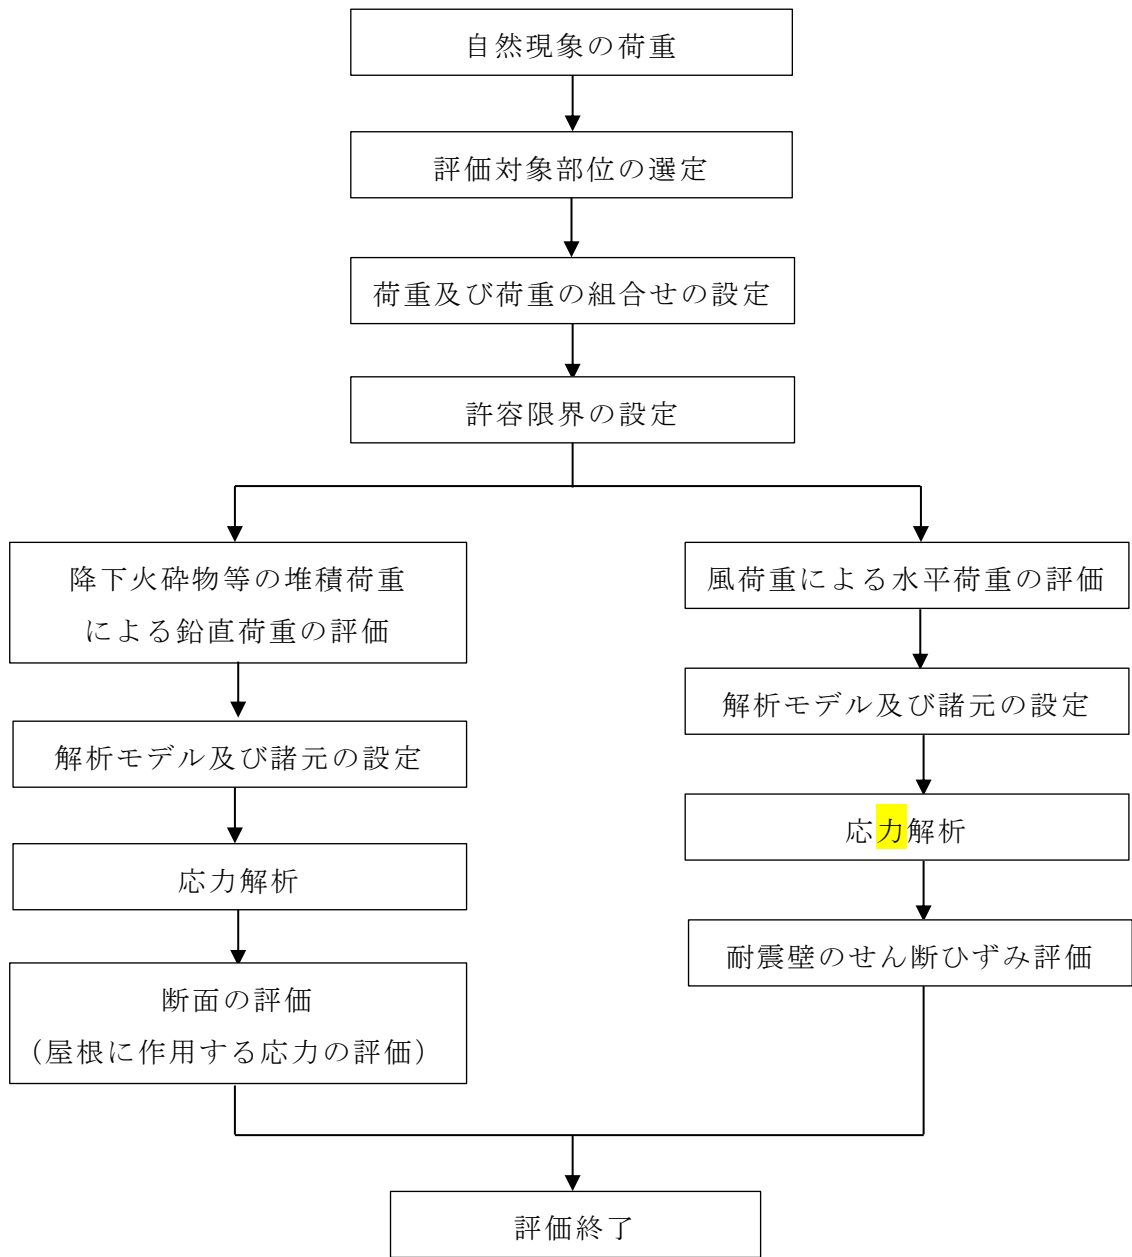 自然現象の荷重
評価対象部位の選定
荷重及び荷重の組合せの設定
許容限界の設定
降下火砕物等の堆積荷重
による鉛直荷重の評価
解析モデル及び諸元の設定
応力解析
断面の評価
（屋根に作用する応力の評価）
風荷重による水平荷重の評価
解析モデル及び諸元の設定
応力解析
耐震壁のせん断ひずみ評価
評価終了